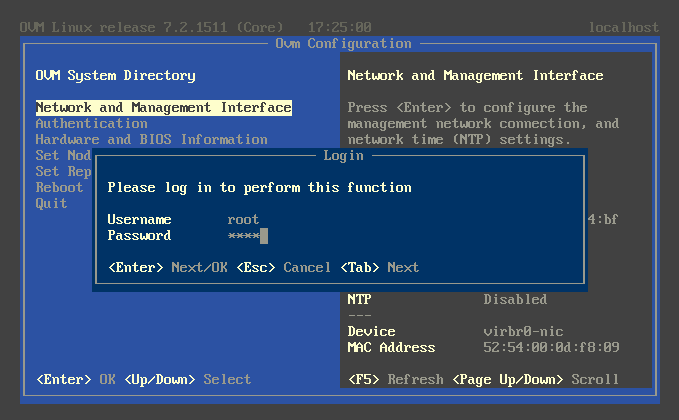 OVM Linux release 7.2.1511 (Core) 17:25:00 localhost
Ovm Configuration
OVM System Directory
Network and Management Interface
Authentication
Hardware and BIOS Information
Set Nod
Set Rep
Reboot
Quit
<Enter> OK <Up/Down> Select
Network and Management Interface
Press <Enter> to configure the
management network connection, and
network time (NTP) settings.
4:bf
NTP Disabled
---
Device virbr0-nic
MAC Address 52:54:00:0d:f8:09
<F5> Refresh <Page Up/Down> Scroll
Login
Please log in to perform this function
Username root
Password ****
<Enter> Next/OK <Esc> Cancel <Tab> Next